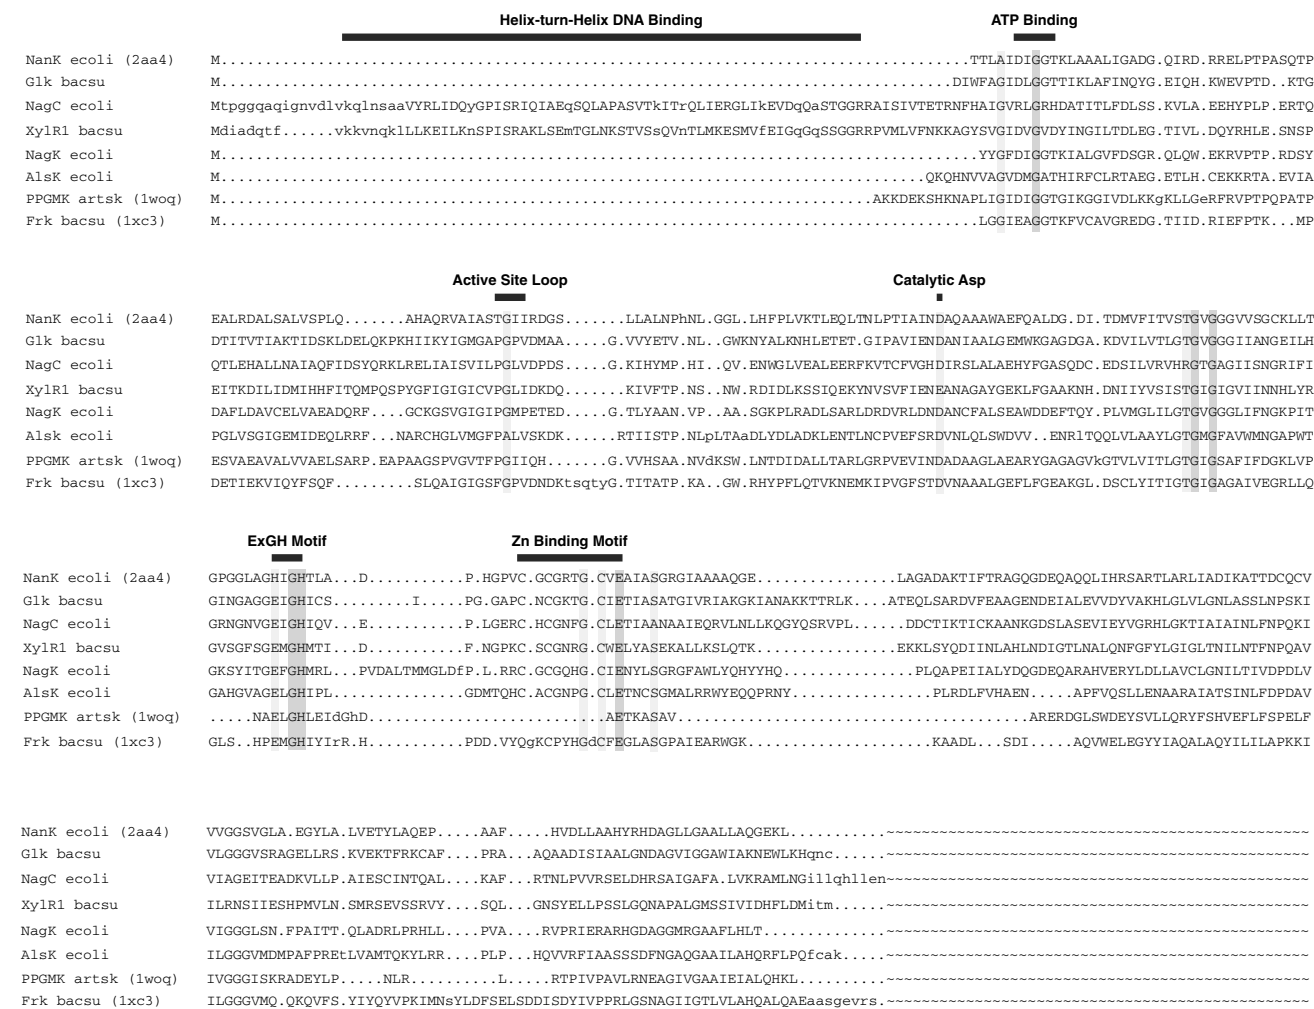 Helix-turn-Helix DNA Binding ATP Binding
NanK ecoli (2aa4) M......................................................................................TTLAIDIGGTKLAAALIGADG.QIRD.RRELPTPASQTP
Glk bacsu M....................................................................................DIWFAGIDLGGTTIKLAFINQYG.EIQH.KWEVPTD..KTG
NagC ecoli MtpggqaqignvdlvkqlnsaaVYRLIDQyGPISRIQIAEqSQLAPASVTkITrQLIERGLIkEVDqQaSTGGRRAISIVTETRNFHAIGVRLGRHDATITLFDLSS.KVLA.EEHYPLP.ERTQ
XylR1 bacsu Mdiadqtf......vkkvnqklLLKEILKnSPISRAKLSEmTGLNKSTVSsQVnTLMKESMVfEIGqGqSSGGRRPVMLVFNKKAGYSVGIDVGVDYINGILTDLEG.TIVL.DQYRHLE.SNSP
NagK ecoli M.......................................................................................YYGFDIGGTKIALGVFDSGR.QLQW.EKRVPTP.RDSY
AlsK ecoli M.................................................................................QKQHNVVAGVDMGATHIRFCLRTAEG.ETLH.CEKKRTA.EVIA
PPGMK artsk (1woq) M...........................................................................AKKDEKSHKNAPLIGIDIGGTGIKGGIVDLKKgKLLGeRFRVPTPQPATP
Frk bacsu (1xc3) M.......................................................................................LGGIEAGGTKFVCAVGREDG.TIID.RIEFPTK...MP
Active Site Loop Catalytic Asp
NanK ecoli (2aa4) EALRDALSALVSPLQ.......AHAQRVAIASTGIIRDGS......LLALNPhNL.GGL.LHFPLVKTLEQLTNLPTIAINDAQAAAWAEFQALDG.DI.TDMVFITVSTGVGGGVVSGCKLLT
Glk bacsu DTITVTIAKTIDSKLDELQKPKHIIKYIGMGAPGPVDMAA.....G.VVYETV.NL..GWKNYALKNHLETET.GIPAVIENDANIAALGEMWKGAGDGA.KDVILVTLGTGVGGGIIANGEILH
NagC ecoli QTLEHALLNAIAQFIDSYQRKLRELIAISVILPGLVDPDS.....G.KIHYMP.HI..QV.ENWGLVEALEERFKVTCFVGHDIRSLALAEHYFGASQDC.EDSILVRVHRGTGAGIISNGRIFI
XylR1 bacsu EITKDILIDMIHHFITQMPQSPYGFIGIGICVPGLIDKDQ......KIVFTP.NS..NW.RDIDLKSSIQEKYNVSVFIENEANAGAYGEKLFGAAKNH.DNIIYVSISTGIGIGVIINNHLYR
NagK ecoli DAFLDAVCELVAEADQRF....GCKGSVGIGIPGMPETED.....G.TLYAAN.VP..AA.SGKPLRADLSARLDRDVRLDNDANCFALSEAWDDEFTQY.PLVMGLILGTGVGGGLIFNGKPIT
Alsk ecoli PGLVSGIGEMIDEQLRRF...NARCHGLVMGFPALVSKDK......RTIISTP.NLpLTAaDLYDLADKLENTLNCPVEFSRDVNLQLSWDVV..ENRlTQQLVLAAYLGTGMGFAVWMNGAPWT
PPGMK artsk (1woq) ESVAEAVALVVAELSARP.EAPAAGSPVGVTFPGIIQH.......G.VVHSAA.NVdKSW.LNTDIDALLTARLGRPVEVINDADAAGLAEARYGAGAGVkGTVLVITLGTGIGSAFIFDGKLVP
Frk bacsu (1xc3) DETIEKVIQYFSQF.........SLQAIGIGSFGPVDNDKtsqtyG.TITATP.KA..GW.RHYPFLQTVKNEMKIPVGFSTDVNAAALGEFLFGEAKGL.DSCLYITIGTGIGAGAIVEGRLLQ
ExGH Motif Zn Binding Motif
NanK ecoli (2aa4) GPGGLAGHIGHTLA...D...........P.HGPVC.GCGRTG.CVEAIASGRGIAAAAQGE................LAGADAKTIFTRAGQGDEQAQQLIHRSARTLARLIADIKATTDCQCV
Glk bacsu GINGAGGEIGHICS.........I.....PG.GAPC.NCGKTG.CIETIASATGIVRIAKGKIANAKKTTRLK....ATEQLSARDVFEAAGENDEIALEVVDYVAKHLGLVLGNLASSLNPSKI
NagC ecoli GRNGNVGEIGHIQV...E...........P.LGERC.HCGNFG.CLETIAANAAIEQRVLNLLKQGYQSRVPL......DDCTIKTICKAANKGDSLASEVIEYVGRHLGKTIAIAINLFNPQKI
XylR1 bacsu GVSGFSGEMGHMTI...D...........F.NGPKC.SCGNRG.CWELYASEKALLKSLQTK................EKKLSYQDIINLAHLNDIGTLNALQNFGFYLGIGLTNILNTFNPQAV
NagK ecoli GKSYITGEFGHMRL...PVDALTMMGLDfP.L.RRC.GCGQHG.CIENYLSGRGFAWLYQHYYHQ...............PLQAPEIIALYDQGDEQARAHVERYLDLLAVCLGNILTIVDPDLV
AlsK ecoli GAHGVAGELGHIPL...........GDMTQHC.ACGNPG.CLETNCSGMALRRWYEQQPRNY................PLRDLFVHAEN.....APFVQSLLENAARAIATSINLFDPDAV
PPGMK artsk (1woq) .....NAELGHLEIdGhD...........................AETKASAV........................................ARERDGLSWDEYSVLLQRYFSHVEFLFSPELF
Frk bacsu (1xc3) GLS..HPEMGHIYIrR.H...........PDD.VYQgKCPYHGdCFEGLASGPAIEARWGK.....................KAADL...SDI.....AQVWELEGYYIAQALAQYILILAPKKI
NanK ecoli (2aa4) VVGGSVGLA.EGYLA.LVETYLAQEP.....AAF....HVDLLAAHYRHDAGLLGAALLAQGEKL...........~~~~~~~~~~~~~~~~~~~~~~~~~~~~~~~~~~~~~~~~~~~~~~~~
Glk bacsu VLGGGVSRAGELLRS.KVEKTFRKCAF....PRA...AQAADISIAALGNDAGVIGGAWIAKNEWLKHqnc......~~~~~~~~~~~~~~~~~~~~~~~~~~~~~~~~~~~~~~~~~~~~~~~~
NagC ecoli VIAGEITEADKVLLP.AIESCINTQAL....KAF...RTNLPVVRSELDHRSAIGAFA.LVKRAMLNGillqhllen~~~~~~~~~~~~~~~~~~~~~~~~~~~~~~~~~~~~~~~~~~~~~~~~
XylR1 bacsu ILRNSIIESHPMVLN.SMRSEVSSRVY....SQL...GNSYELLPSSLGQNAPALGMSSIVIDHFLDMitm......~~~~~~~~~~~~~~~~~~~~~~~~~~~~~~~~~~~~~~~~~~~~~~~~
NagK ecoli VIGGGLSN.FPAITT.QLADRLPRHLL....PVA....RVPRIERARHGDAGGMRGAAFLHLT..............~~~~~~~~~~~~~~~~~~~~~~~~~~~~~~~~~~~~~~~~~~~~~~~~
AlsK ecoli ILGGGVMDMPAFPREtLVAMTQKYLRR....PLP...HQVVRFIAASSSDFNGAQGAAILAHQRFLPQfcak.....~~~~~~~~~~~~~~~~~~~~~~~~~~~~~~~~~~~~~~~~~~~~~~~~
PPGMK artsk (1woq) IVGGGISKRADEYLP.....NLR..........L.....RTPIVPAVLRNEAGIVGAAIEIALQHKL..........~~~~~~~~~~~~~~~~~~~~~~~~~~~~~~~~~~~~~~~~~~~~~~~~
Frk bacsu (1xc3) ILGGGVMQ.QKQVFS.YIYQYVPKIMNsYLDFSELSDDISDYIVPPRLGSNAGIIGTLVLAHQALQAEaasgevrs.~~~~~~~~~~~~~~~~~~~~~~~~~~~~~~~~~~~~~~~~~~~~~~~~